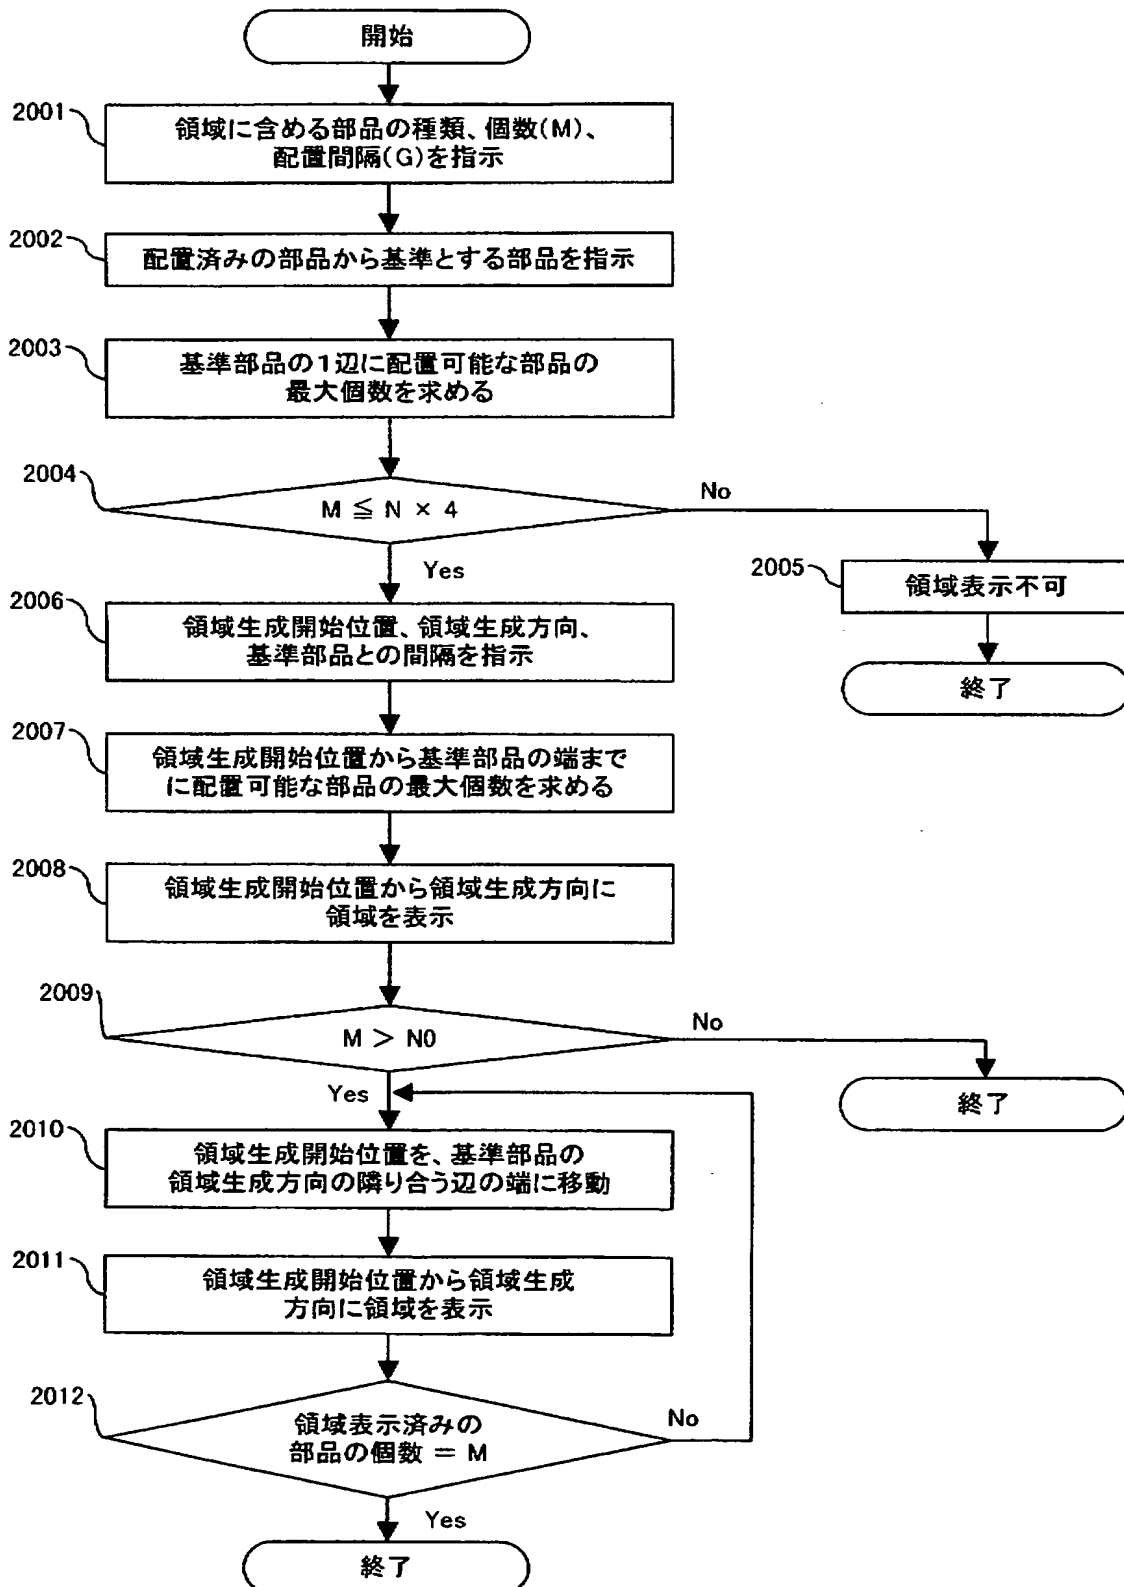 開始
2001
領域に含める部品の種類、個数(M)、
配置間隔(G)を指示
2002
配置済みの部品から基準とする部品を指示
2003
基準部品の1辺に配置可能な部品の
最大個数を求める
2004
M ≦ N × 4
No
Yes
2005
領域表示不可
終了
2006
領域生成開始位置、領域生成方向、
基準部品との間隔を指示
2007
領域生成開始位置から基準部品の端まで
に配置可能な部品の最大個数を求める
2008
領域生成開始位置から領域生成方向に
領域を表示
2009
M > N0
No
終了
Yes
2010
領域生成開始位置を、基準部品の
領域生成方向の隣り合う辺の端に移動
2011
領域生成開始位置から領域生成
方向に領域を表示
2012
領域表示済みの
部品の個数 = M
No
Yes
終了